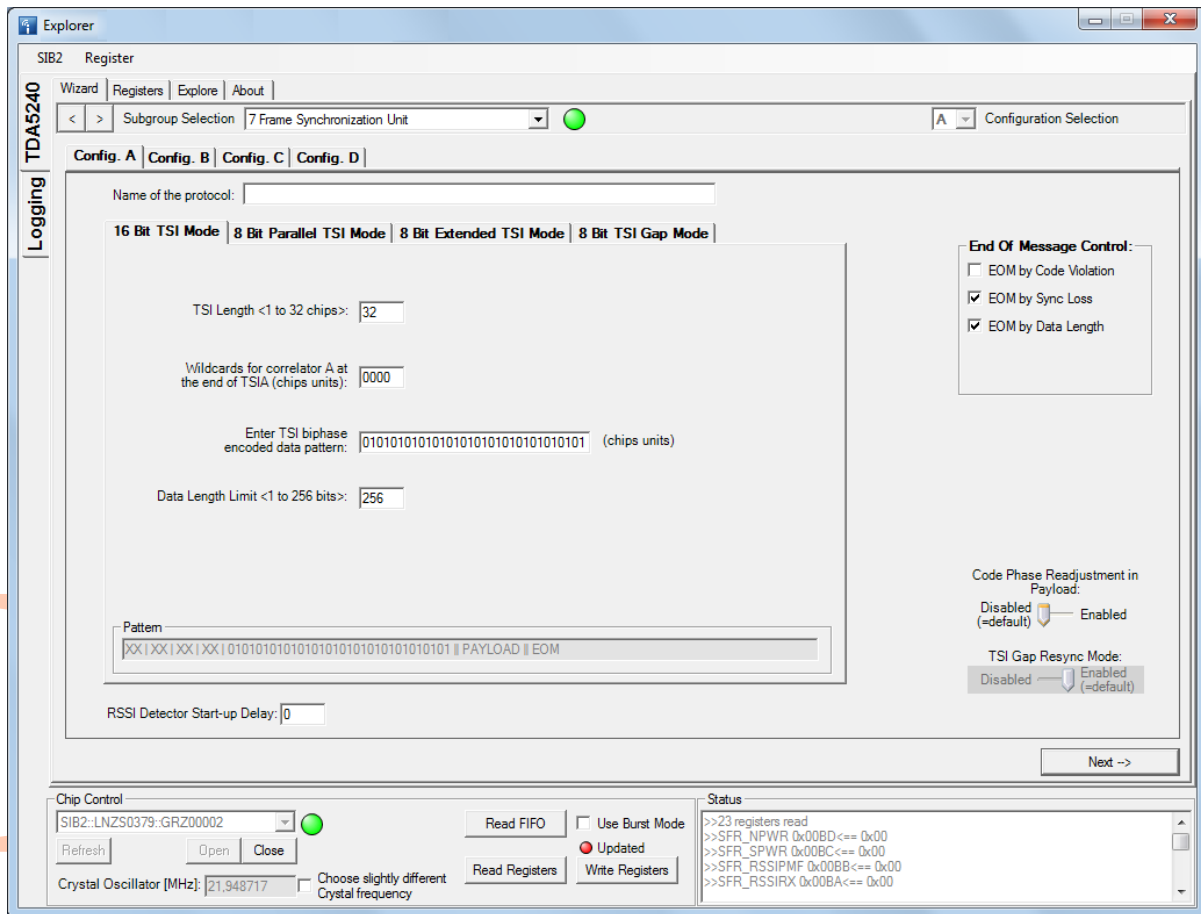 Explorer
SIB2 Register
TDA5240
Logging
Wizard Registers Explore About
< > Subgroup Selection 7 Frame Synchronization Unit A Configuration Selection
Config. A Config. B Config. C Config. D
Name of the protocol:
16 Bit TSI Mode 8 Bit Parallel TSI Mode 8 Bit Extended TSI Mode 8 Bit TSI Gap Mode
TSI Length <1 to 32 chips>: 32
Wildcards for correlator A at
the end of TSIA (chips units): 0000
Enter TSI biphase
encoded data pattern: 01010101010101010101010101010101 (chips units)
Data Length Limit <1 to 256 bits>: 256
Pattern
XX | XX | XX | XX | 01010101010101010101010101010101 || PAYLOAD || EOM
RSSI Detector Start-up Delay: 0
End Of Message Control:
EOM by Code Violation
EOM by Sync Loss
EOM by Data Length
Code Phase Readjustment in
Payload:
Disabled
(=default) Enabled
TSI Gap Resync Mode:
Disabled Enabled
(=default)
Next -->
Chip Control
SIB2::LNZS0379::GRZ00002
Refresh Open Close
Crystal Oscillator [MHz]: 21,948717
Choose slightly different
Crystal frequency
Read FIFO Use Burst Mode
Updated
Read Registers Write Registers
Status
>>23 registers read
>>SFR_NPWR 0x00BD<== 0x00
>>SFR_SPWR 0x00BC<== 0x00
>>SFR_RSSIPMF 0x00BB<== 0x00
>>SFR_RSSIRX 0x00BA<== 0x00